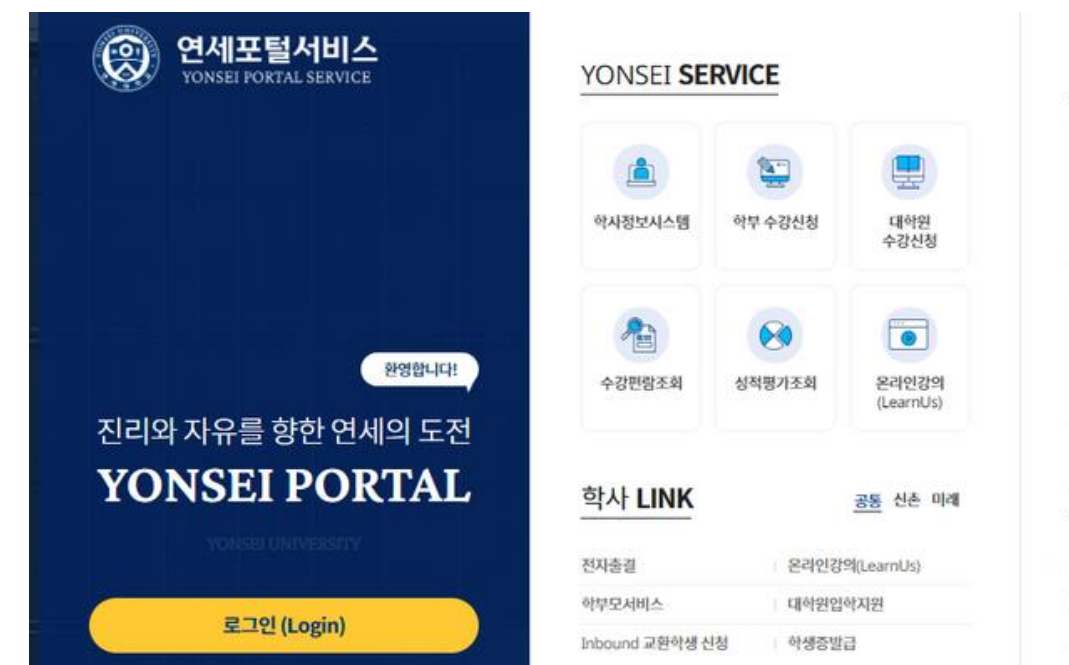 연세포털서비스
YONSEI PORTAL SERVICE
환영합니다!
진리와 자유를 향한 연세의 도전
YONSEI PORTAL
YONSEI UNIVERSITY
로그인 (Login)
YONSEI SERVICE
학사정보시스템
학부 수강신청
대학원
수강신청
수강편람조회
성적평가조회
온라인강의
(LearnUs)
학사 LINK
공통 신촌 미래
전자출결
온라인강의(LearnUs)
학부모서비스
대학원입학지원
Inbound 교환학생 신청
학생증발급